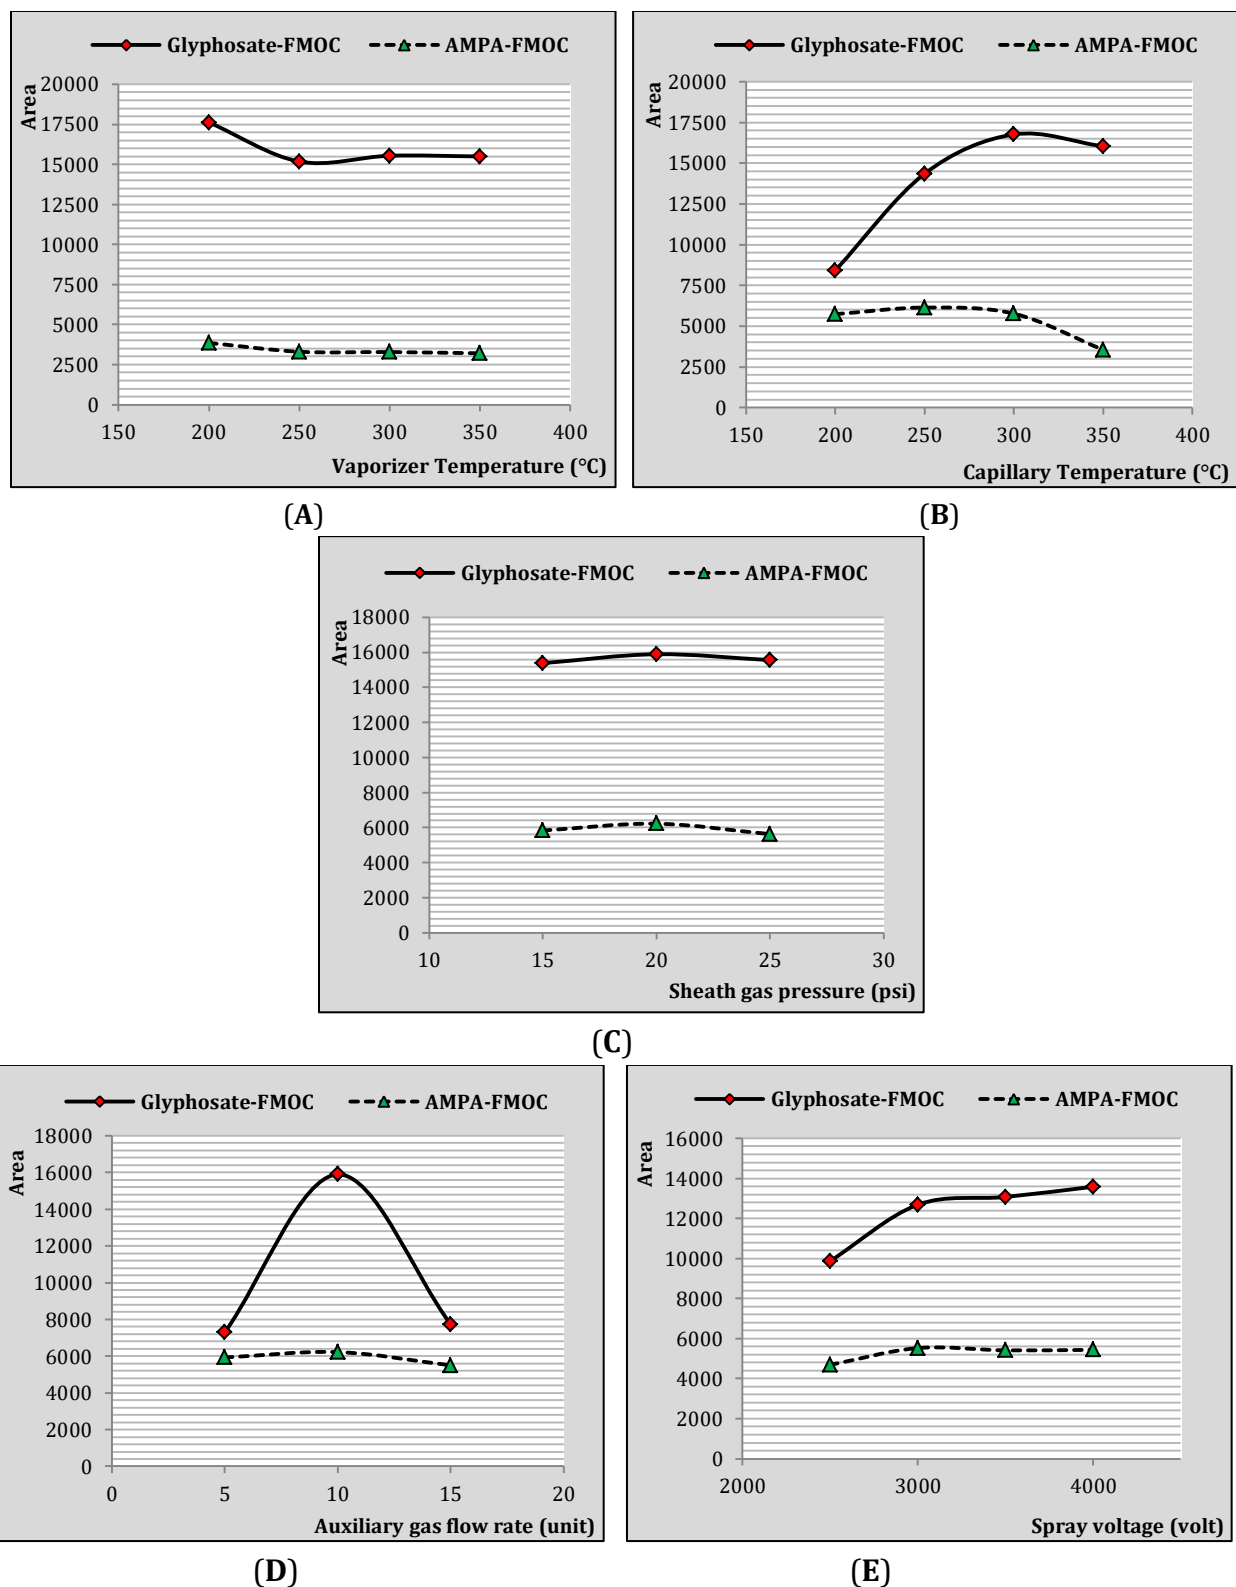 Glyphosate-FMOC AMPA-FMOC
Area
20000
17500
15000
12500
10000
7500
5000
2500
0
150 200 250 300 350 400
Vaporizer Temperature (°C)
(A)
Glyphosate-FMOC AMPA-FMOC
Area
20000
17500
15000
12500
10000
7500
5000
2500
0
150 200 250 300 350 400
Capillary Temperature (°C)
(B)
Glyphosate-FMOC AMPA-FMOC
Area
18000
16000
14000
12000
10000
8000
6000
4000
2000
0
10 15 20 25 30
Sheath gas pressure (psi)
(C)
Glyphosate-FMOC AMPA-FMOC
Area
18000
16000
14000
12000
10000
8000
6000
4000
2000
0
0 5 10 15 20
Auxiliary gas flow rate (unit)
(D)
Glyphosate-FMOC AMPA-FMOC
Area
16000
14000
12000
10000
8000
6000
4000
2000
0
2000 3000 4000
Spray voltage (volt)
(E)